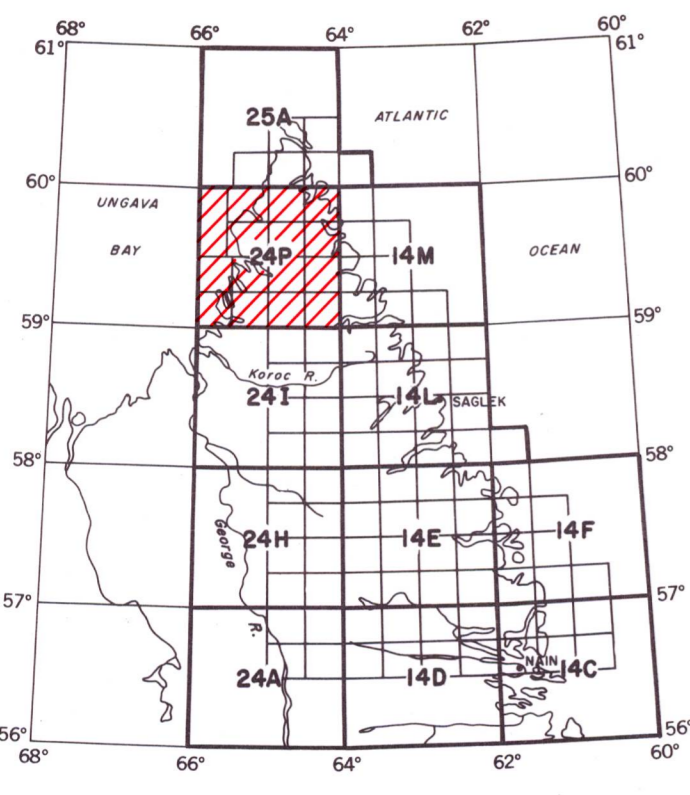 68° 66° 64° 62° 60°
61° 61°
25A ATLANTIC
60° 60°
UNGAVA
BAY 24P 14M OCEAN
59° 59°
Koroc R.
24I 14L SAGLEK
58° 58°
George 24H 14E 14F
57° 57°
R.
NAIN
24A 14D 14C
56° 56°
68° 66° 64° 62° 60°